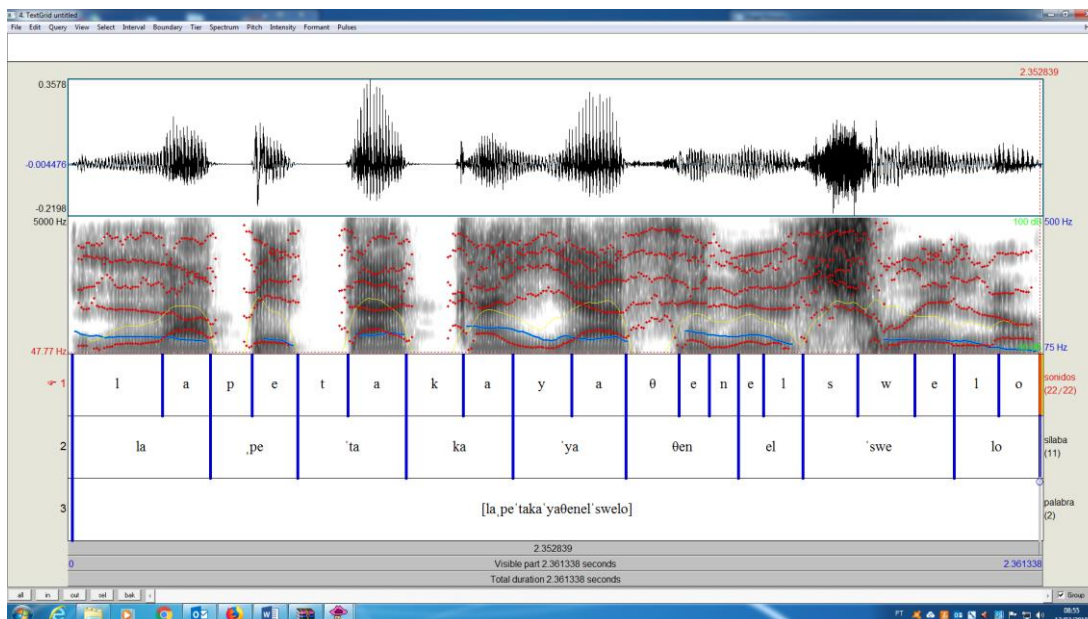 4. TextGrid untitled
File Edit Query View Select Interval Boundary Tier Spectrum Pitch Intensity Formant Pulses
2.352839
0.3578
-0.004476
-0.2198
5000 Hz 100 dB 500 Hz
47.77 Hz 75 Hz
1 l a p e t a k a y a θ e n e l s w e l o sonidos (22/22)
2 la ˌpe ˈta ka ˈya θen el ˈswe lo sílaba (11)
3 [laˌpeˈtakaˈyaθenelˈswelo] palabra (2)
2.352839
0 Visible part 2.361338 seconds 2.361338
Total duration 2.361338 seconds
all in out sel bak Group
PT 08:55